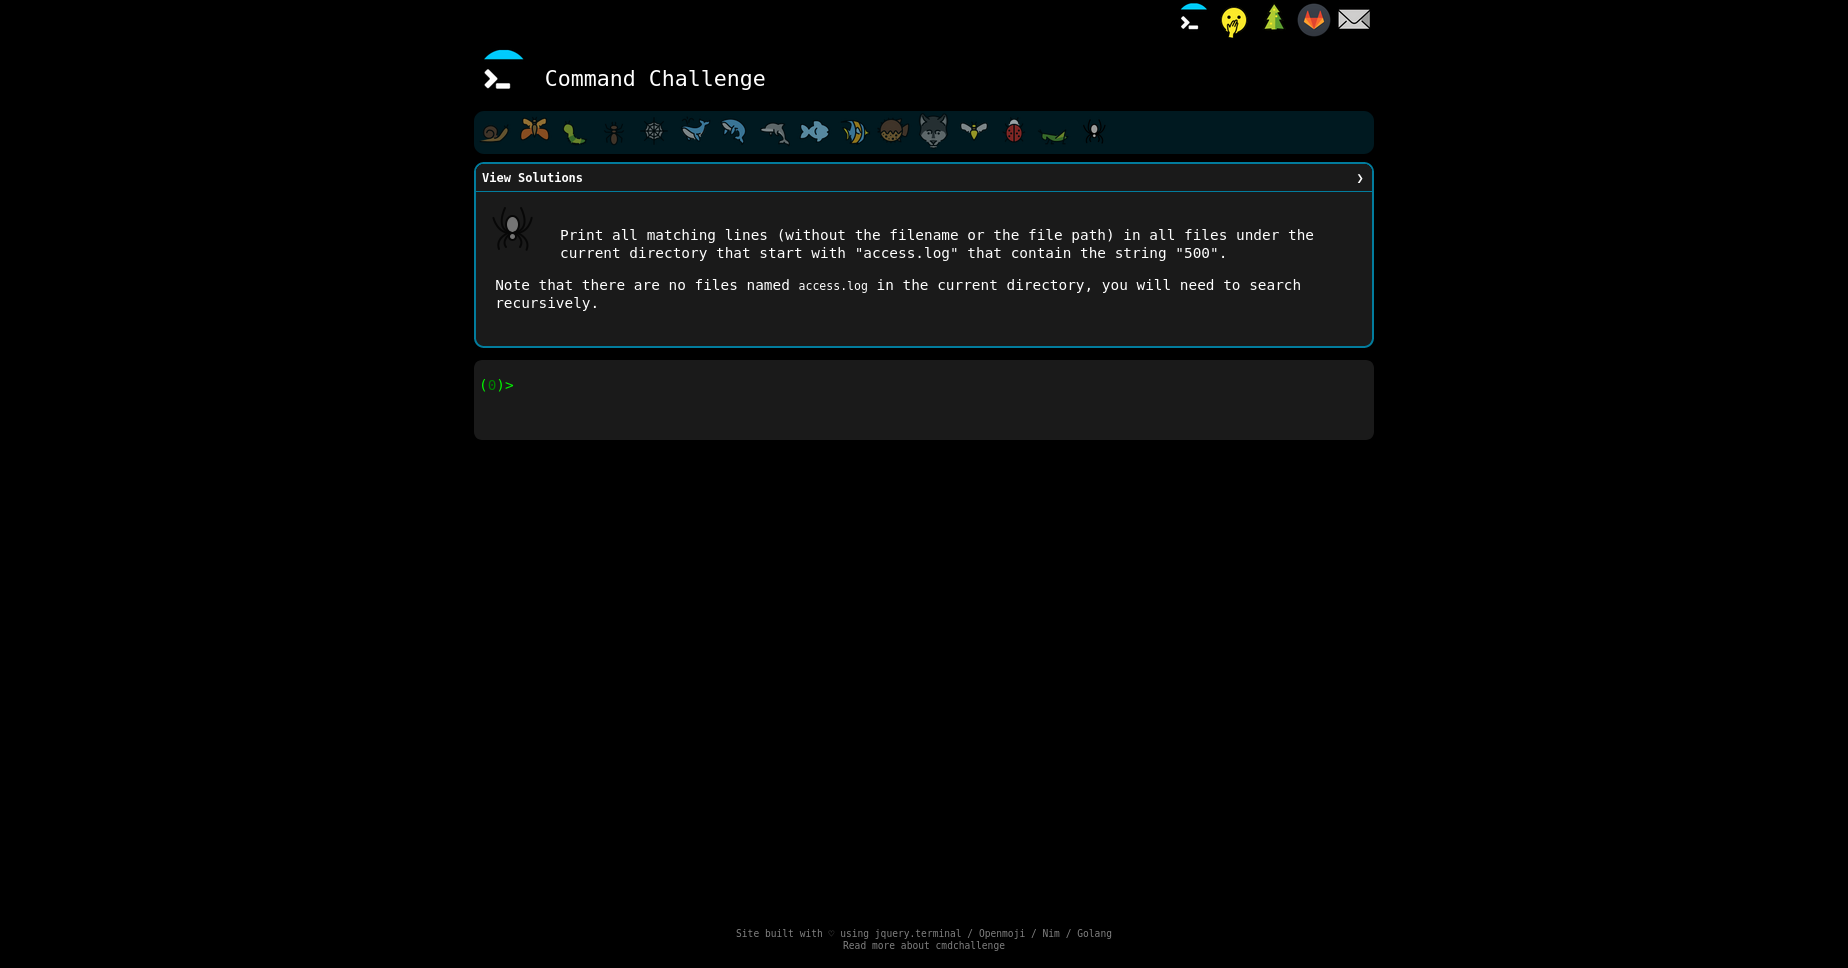 Command Challenge
View Solutions ❯
Print all matching lines (without the filename or the file path) in all files under the
current directory that start with "access.log" that contain the string "500".
Note that there are no files named access.log in the current directory, you will need to search
recursively.
(0)>
Site built with ♡ using jquery.terminal / Openmoji / Nim / Golang
Read more about cmdchallenge